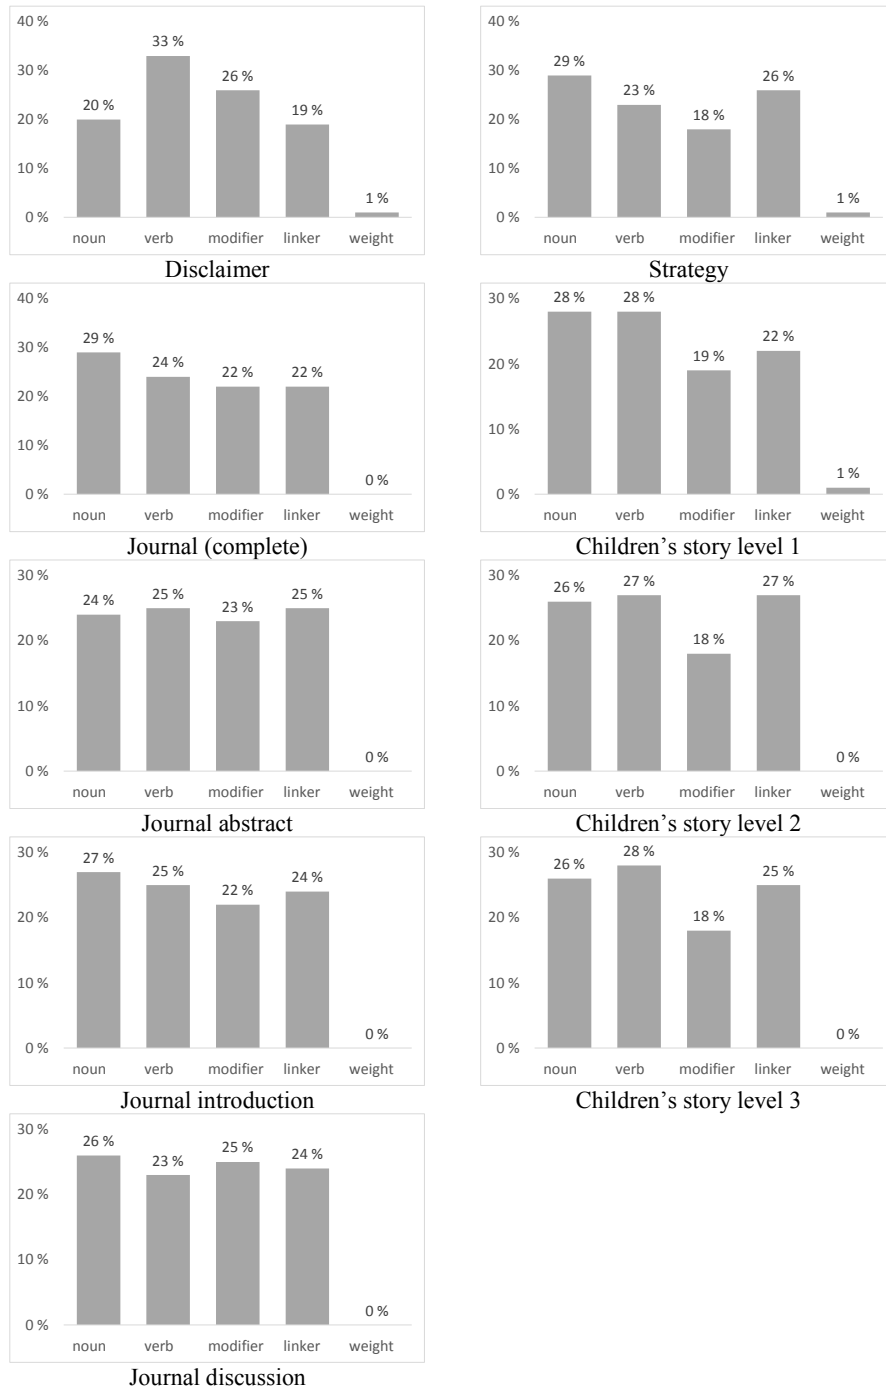 40 %
33 %
30 %
26 %
20 %
19 %
20 %
10 %
1 %
0 %
noun verb modifier linker weight
Disclaimer
40 %
29 %
30 %
26 %
23 %
18 %
20 %
10 %
1 %
0 %
noun verb modifier linker weight
Strategy
40 %
29 %
30 %
24 %
22 % 22 %
20 %
10 %
0 %
0 %
noun verb modifier linker weight
Journal (complete)
30 %
28 % 28 %
22 %
19 %
20 %
10 %
1 %
0 %
noun verb modifier linker weight
Children's story level 1
30 %
24 % 25 % 23 % 25 %
20 %
10 %
0 %
0 %
noun verb modifier linker weight
Journal abstract
30 %
26 % 27 % 27 %
18 %
20 %
10 %
0 %
0 %
noun verb modifier linker weight
Children's story level 2
30 %
27 %
25 %
22 % 24 %
20 %
10 %
0 %
0 %
noun verb modifier linker weight
Journal introduction
30 %
26 % 28 %
25 %
18 %
20 %
10 %
0 %
0 %
noun verb modifier linker weight
Children's story level 3
30 %
26 % 23 % 25 % 24 %
20 %
10 %
0 %
0 %
noun verb modifier linker weight
Journal discussion